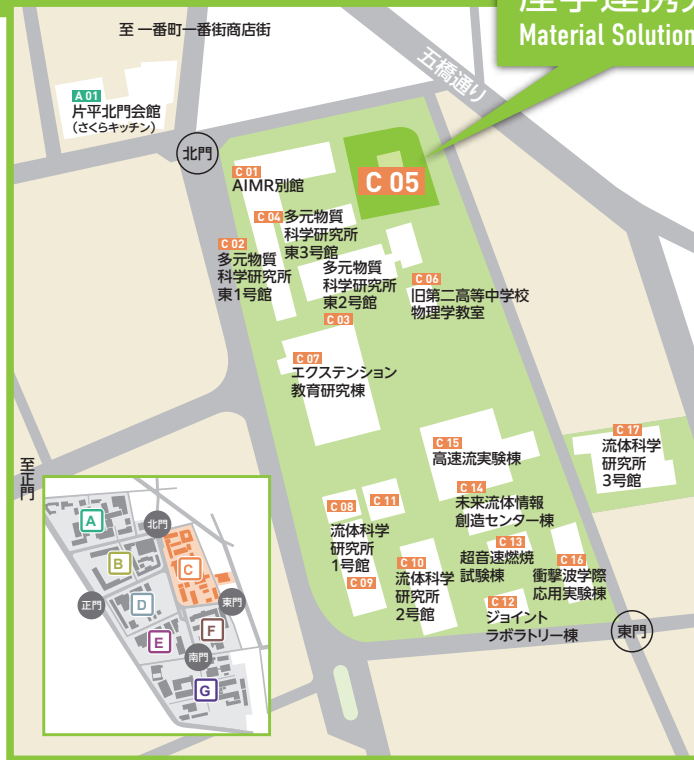 産学連携
Material Solution
至 一番町一番街商店街
五橋通り
A 01
片平北門会館
(さくらキッチン)
北門
C 01
AIMR別館
C 05
C 04
多元物質
科学研究所
東3号館
C 02
多元物質
科学研究所
東1号館
多元物質
科学研究所
東2号館
C 03
C 06
旧第二高等中学校
物理学教室
C 07
エクステンション
教育研究棟
C 15
高速流実験棟
C 17
流体科学
研究所
3号館
至正門
C 08
C 11
流体科学
研究所
1号館
C 09
C 14
未来流体情報
創造センター棟
C 10
流体科学
研究所
2号館
C 13
超音速燃焼
試験棟
C 16
衝撃波学際
応用実験棟
C 12
ジョイント
ラボラトリー棟
東門
A
北門
B
C
正門
D
東門
E
F
南門
G